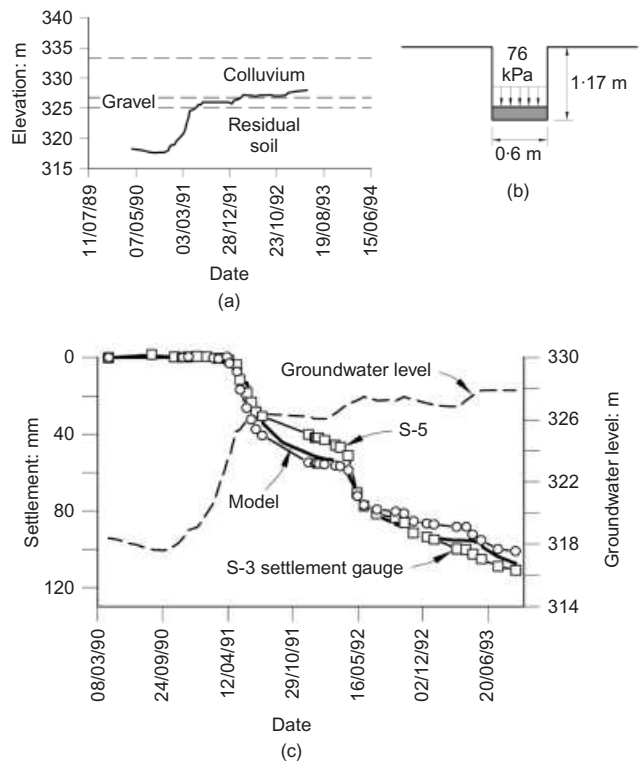 340
335
330
325
320
315
Elevation: m
Colluvium
Gravel
Residual
soil
11/07/89
07/05/90
03/03/91
28/12/91
23/10/92
19/08/93
15/06/94
Date
(a)
76
kPa
1·17 m
0·6 m
(b)
0
40
80
120
Settlement: mm
330
326
323
318
314
Groundwater level: m
Groundwater level
S-5
Model
S-3 settlement gauge
08/03/90
24/09/90
12/04/91
29/10/91
16/05/92
02/12/92
20/06/93
Date
(c)